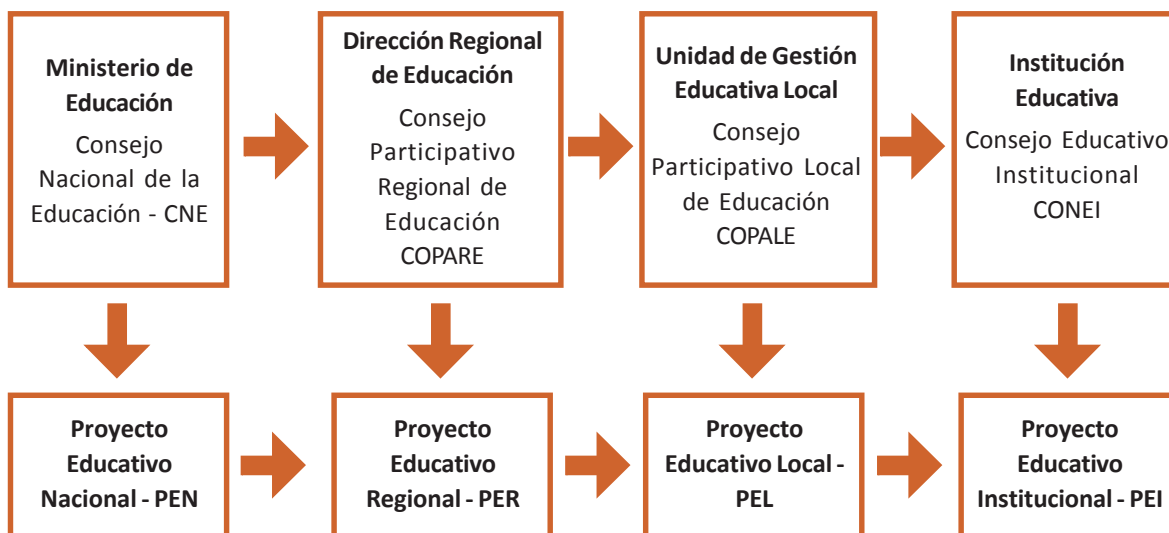 Ministerio de
Educación
Consejo
Nacional de la
Educación - CNE
Dirección Regional
de Educación
Consejo
Participativo
Regional de
Educación
COPARE
Unidad de Gestión
Educativa Local
Consejo
Participativo Local
de Educación
COPALE
Institución
Educativa
Consejo Educativo
Institucional
CONEI
Proyecto
Educativo
Nacional - PEN
Proyecto
Educativo
Regional - PER
Proyecto
Educativo Local -
PEL
Proyecto
Educativo
Institucional - PEI